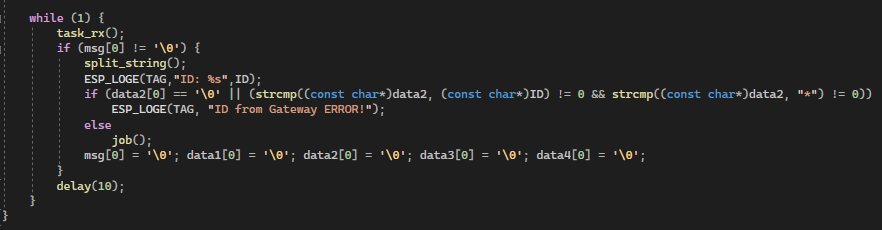 while (1) {
task_rx();
if (msg[0] != '\0') {
split_string();
ESP_LOGE(TAG,"ID: %s",ID);
if (data2[0] == '\0' || (strcmp((const char*)data2, (const char*)ID) != 0 && strcmp((const char*)data2, "*") != 0))
ESP_LOGE(TAG, "ID from Gateway ERROR!");
else
job();
msg[0] = '\0'; data1[0] = '\0'; data2[0] = '\0'; data3[0] = '\0'; data4[0] = '\0';
}
delay(10);
}
}